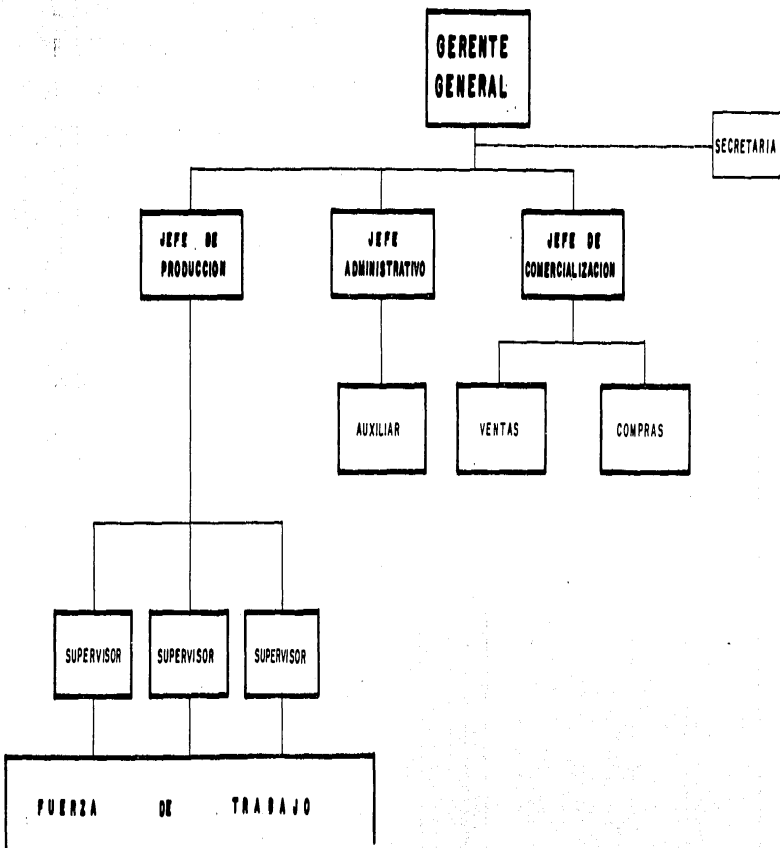 GERENTE
GENERAL
SECRETARIA
JEFE DE
PRODUCCION
JEFE
ADMINISTRATIVO
JEFE DE
COMERCIALIZACION
AUXILIAR
VENTAS
COMPRAS
SUPERVISOR
SUPERVISOR
SUPERVISOR
FUERZA DE TRABAJO